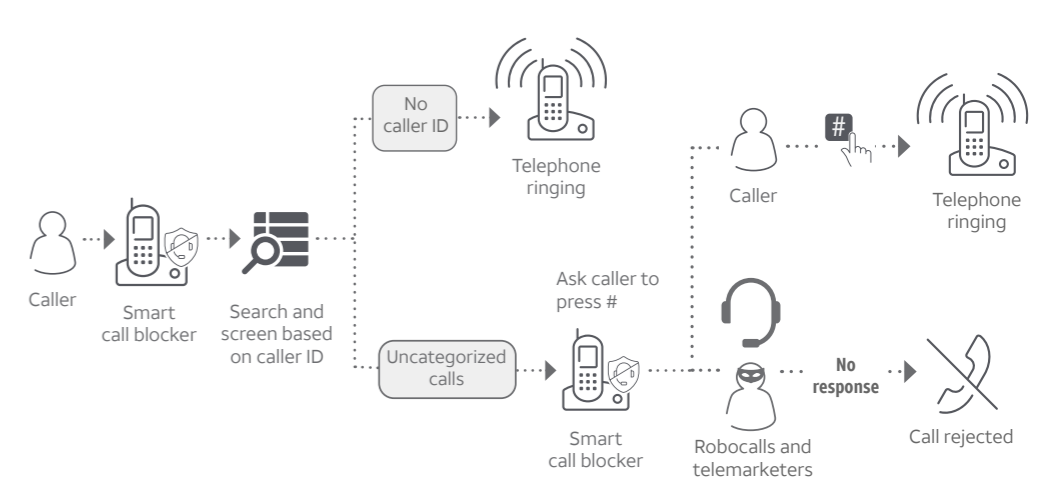 Caller
Smart
call blocker
Search and
screen based
on caller ID
No
caller ID
Telephone
ringing
Uncategorized
calls
Ask caller to
press #
Smart
call blocker
Caller
#
Telephone
ringing
Robocalls and
telemarketers
No
response
Call rejected